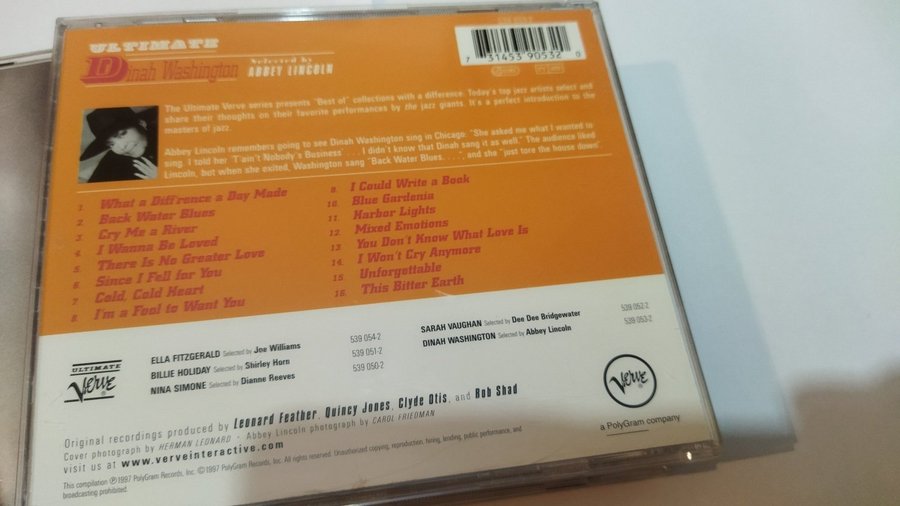 ULTIMATE
Dinah Washington
Selected by
ABBEY LINCOLN
7 31453 90532 0
The Ultimate Verve series presents "Best of" collections with a difference. Today's top jazz artists select and
share their thoughts on their favorite performances by the jazz giants. It's a perfect introduction to the
masters of jazz.
Abbey Lincoln remembers going to see Dinah Washington sing in Chicago. "She asked me what I wanted to
sing. I told her 'T'ain't Nobody's Business' . . . I didn't know that Dinah sang it as well." The audience liked
Lincoln, but when she exited, Washington sang "Back Water Blues. . . . , and she "just tore the house down".
1. What a Diff'rence a Day Made
2. Back Water Blues
3. Cry Me a River
4. I Wanna Be Loved
5. There Is No Greater Love
6. Since I Fell for You
7. Cold, Cold Heart
8. I'm a Fool to Want You
9. I Could Write a Book
10. Blue Gardenia
11. Harbor Lights
12. Mixed Emotions
13. You Don't Know What Love Is
14. I Won't Cry Anymore
15. Unforgettable
16. This Bitter Earth
ULTIMATE
Verve
ELLA FITZGERALD Selected by Joe Williams 539 054-2
BILLIE HOLIDAY Selected by Shirley Horn 539 051-2
NINA SIMONE Selected by Dianne Reeves 539 050-2
SARAH VAUGHAN Selected by Dee Dee Bridgewater 539 052-2
DINAH WASHINGTON Selected by Abbey Lincoln 539 053-2
Verve
a PolyGram company
Original recordings produced by Leonard Feather, Quincy Jones, Clyde Otis, and Bob Shad
Cover photograph by HERMAN LEONARD · Abbey Lincoln photograph by CAROL FRIEDMAN
visit us at www.verveinteractive.com
This compilation ℗1997 PolyGram Records, Inc. ©1997 PolyGram Records, Inc. All rights reserved. Unauthorized copying, reproduction, hiring, lending, public performance, and
broadcasting prohibited.